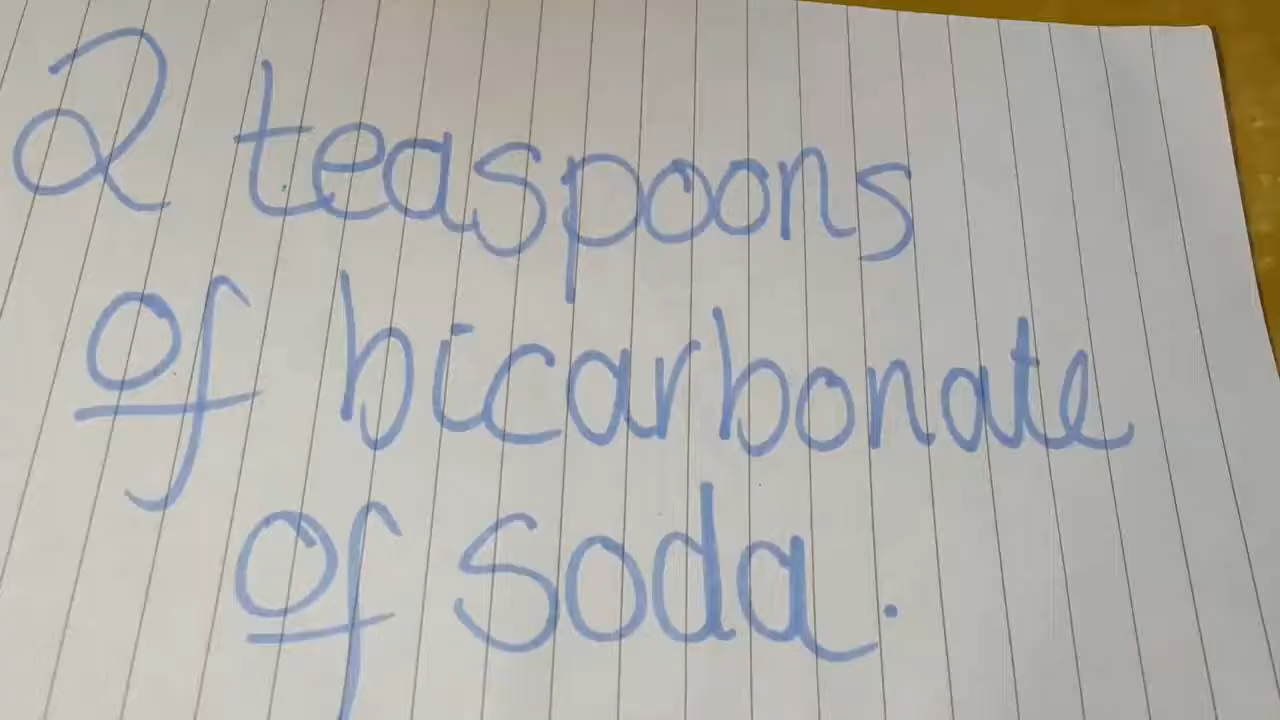 2 teaspoons
of bicarbonate
of soda.